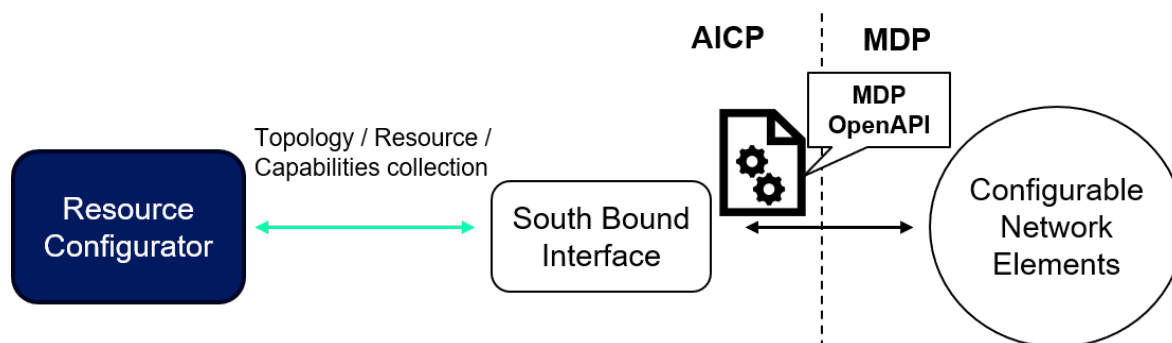 AICP
MDP
MDP
OpenAPI
Topology / Resource /
Capabilities collection
Resource
Configurator
South Bound
Interface
Configurable
Network
Elements